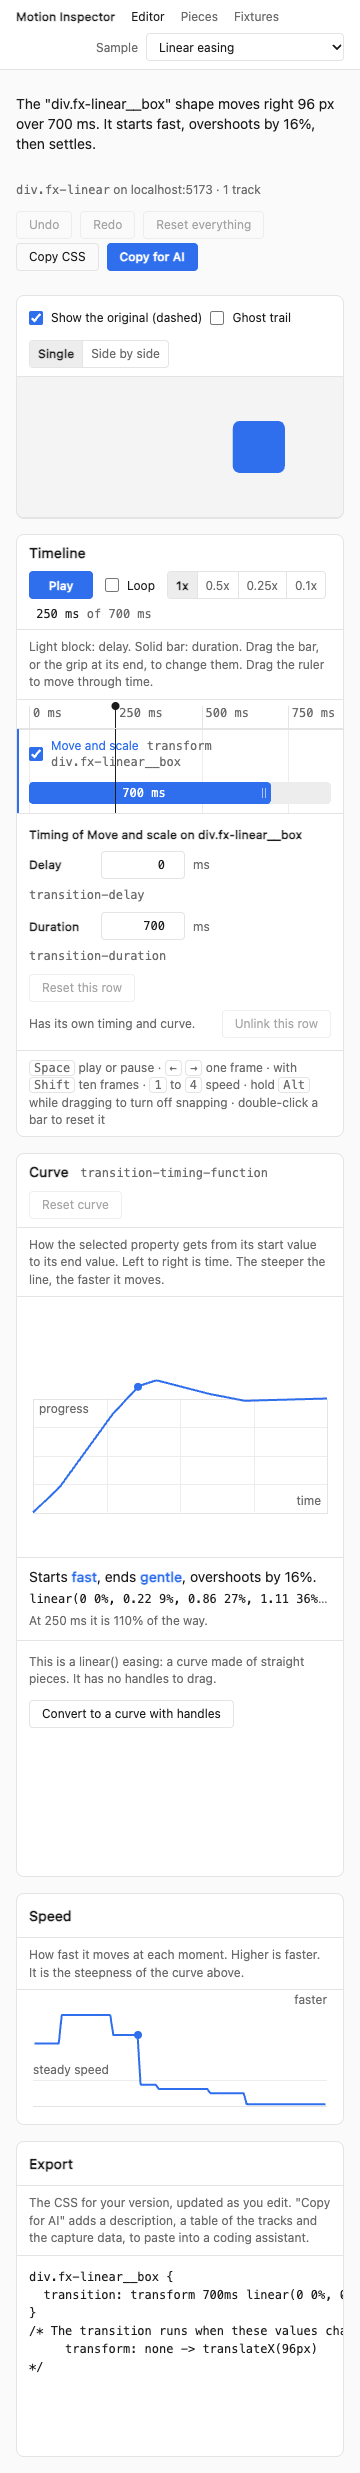 Motion Inspector Editor Pieces Fixtures
Sample Linear easing
The "div.fx-linear__box" shape moves right 96 px
over 700 ms. It starts fast, overshoots by 16%,
then settles.
div.fx-linear on localhost:5173 · 1 track
Undo Redo Reset everything
Copy CSS Copy for AI
Show the original (dashed) Ghost trail
Single Side by side
Timeline
Play Loop 1x 0.5x 0.25x 0.1x
250 ms of 700 ms
Light block: delay. Solid bar: duration. Drag the bar,
or the grip at its end, to change them. Drag the ruler
to move through time.
0 ms 250 ms 500 ms 750 ms
Move and scale transform
div.fx-linear__box
700 ms
Timing of Move and scale on div.fx-linear__box
Delay 0 ms
transition-delay
Duration 700 ms
transition-duration
Reset this row
Has its own timing and curve. Unlink this row
Space play or pause · ← → one frame · with
Shift ten frames · 1 to 4 speed · hold Alt
while dragging to turn off snapping · double-click a
bar to reset it
Curve transition-timing-function
Reset curve
How the selected property gets from its start value
to its end value. Left to right is time. The steeper the
line, the faster it moves.
progress
time
Starts fast, ends gentle, overshoots by 16%.
linear(0 0%, 0.22 9%, 0.86 27%, 1.11 36%…
At 250 ms it is 110% of the way.
This is a linear() easing: a curve made of straight
pieces. It has no handles to drag.
Convert to a curve with handles
Speed
How fast it moves at each moment. Higher is faster.
It is the steepness of the curve above.
faster
steady speed
Export
The CSS for your version, updated as you edit. "Copy
for AI" adds a description, a table of the tracks and
the capture data, to paste into a coding assistant.
div.fx-linear__box {
transition: transform 700ms linear(0 0%,
}
/* The transition runs when these values cha
transform: none -> translateX(96px)
*/